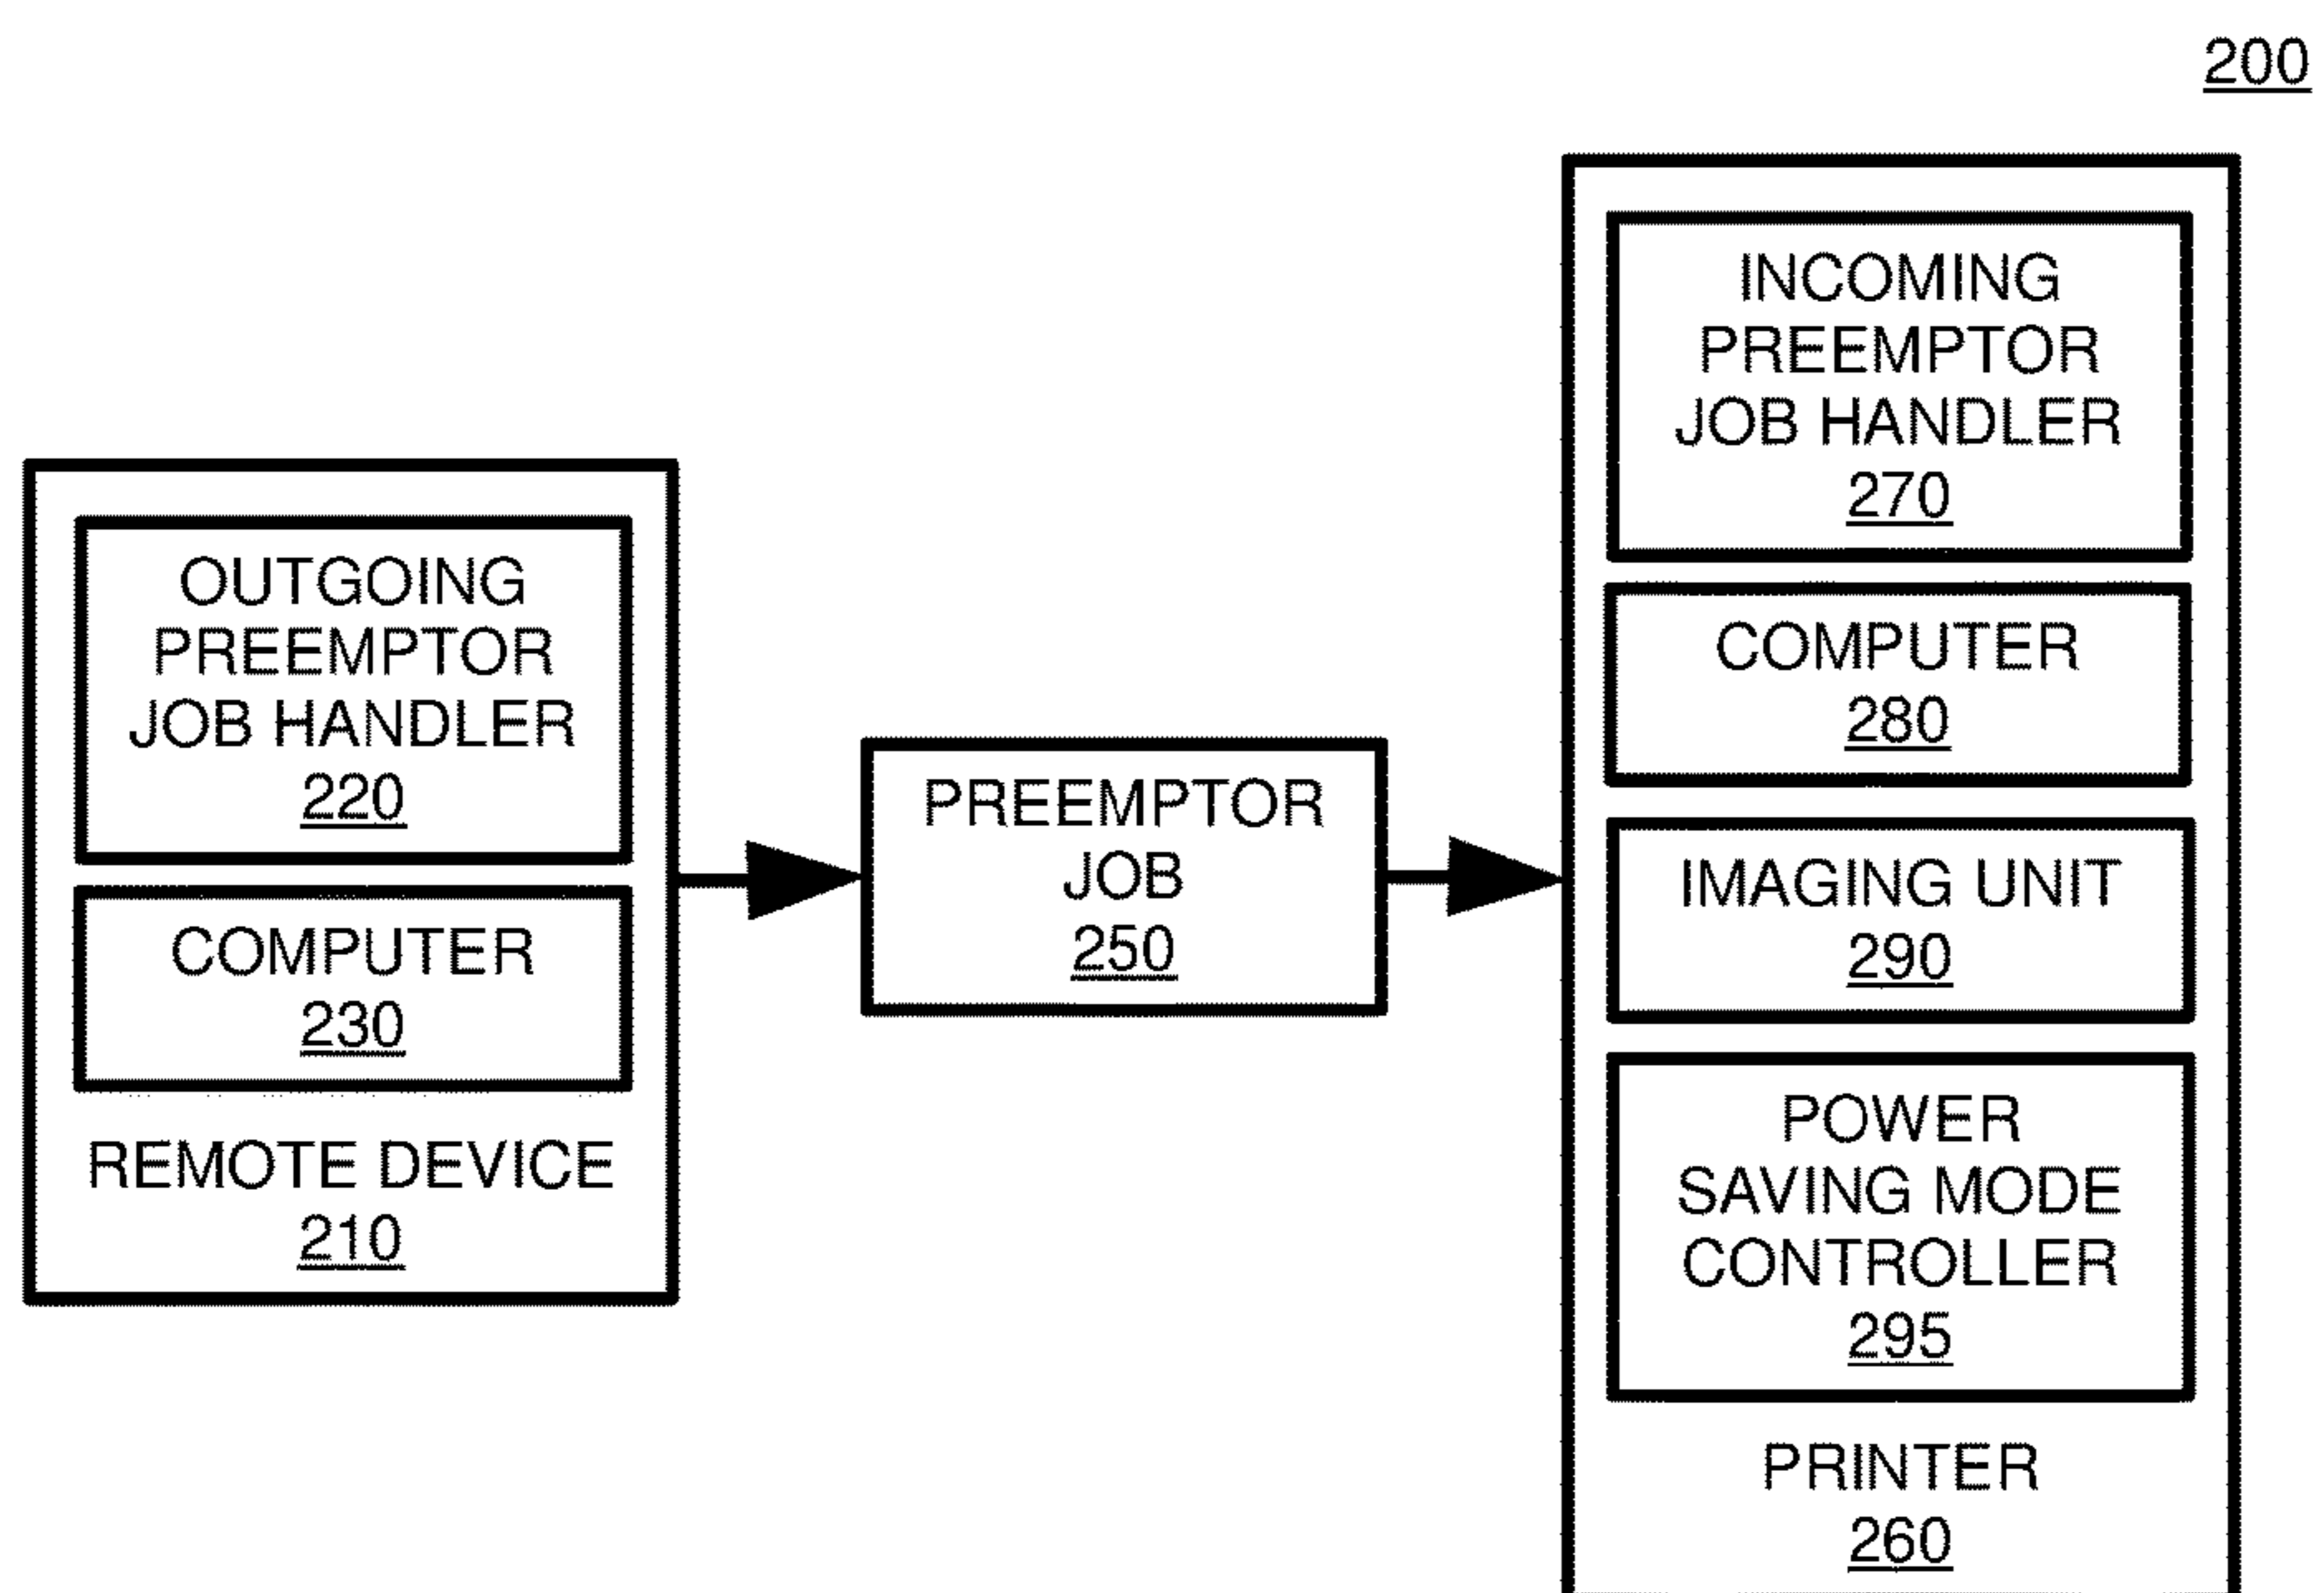 200
OUTGOING
PREEMPTOR
JOB HANDLER
220
COMPUTER
230
REMOTE DEVICE
210
PREEMPTOR
JOB
250
INCOMING
PREEMPTOR
JOB HANDLER
270
COMPUTER
280
IMAGING UNIT
290
POWER
SAVING MODE
CONTROLLER
295
PRINTER
260